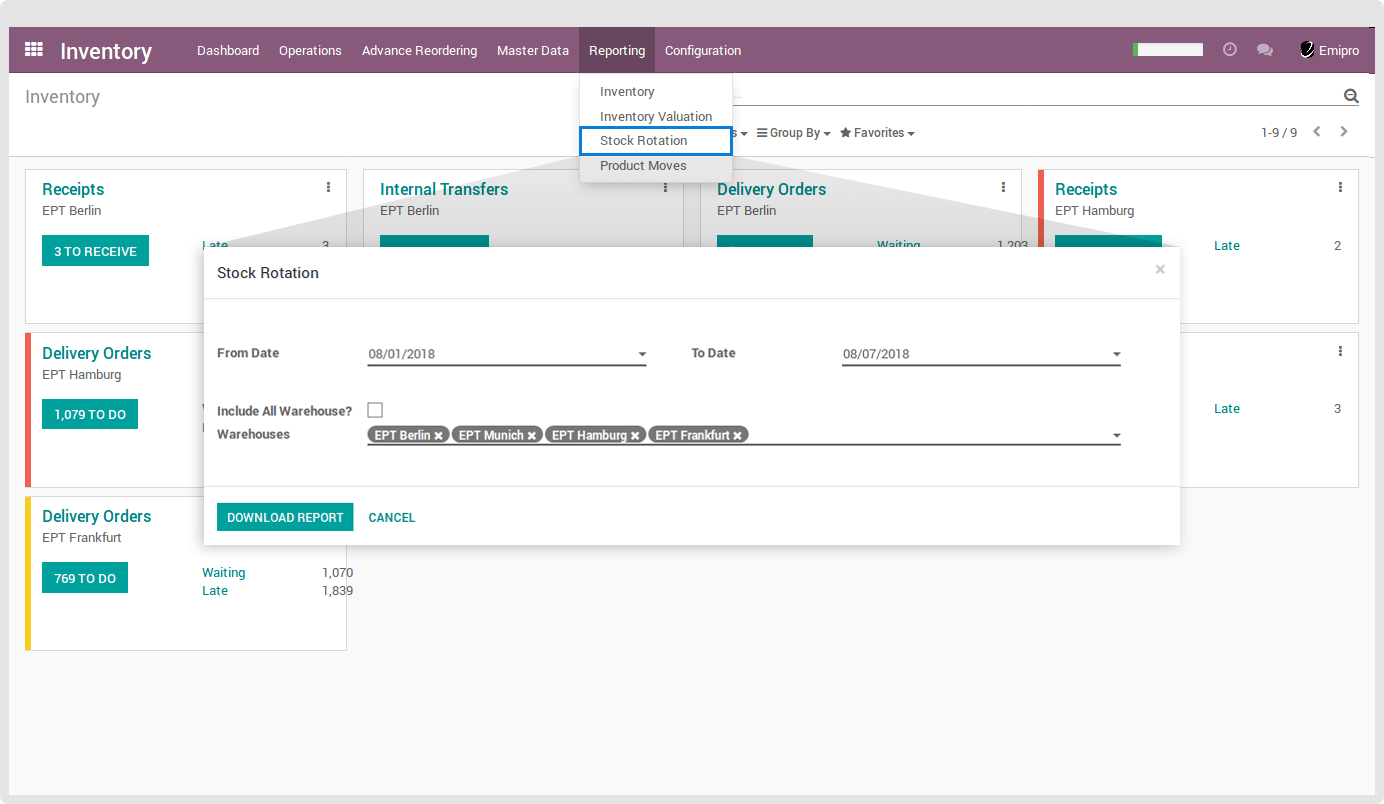 Inventory Dashboard Operations Advance Reordering Master Data Reporting Configuration Emipro
Inventory
Inventory
Inventory Valuation
Stock Rotation
Product Moves
Group By Favorites 1-9 / 9
Receipts
EPT Berlin
3 TO RECEIVE
Late 3
Internal Transfers
EPT Berlin
Delivery Orders
EPT Berlin
Waiting 1,203
Receipts
EPT Hamburg
Late 2
Stock Rotation ×
From Date 08/01/2018 To Date 08/07/2018
Include All Warehouse?
Warehouses EPT Berlin × EPT Munich × EPT Hamburg × EPT Frankfurt ×
DOWNLOAD REPORT CANCEL
Delivery Orders
EPT Hamburg
1,079 TO DO
Late 3
Delivery Orders
EPT Frankfurt
769 TO DO
Waiting 1,070
Late 1,839